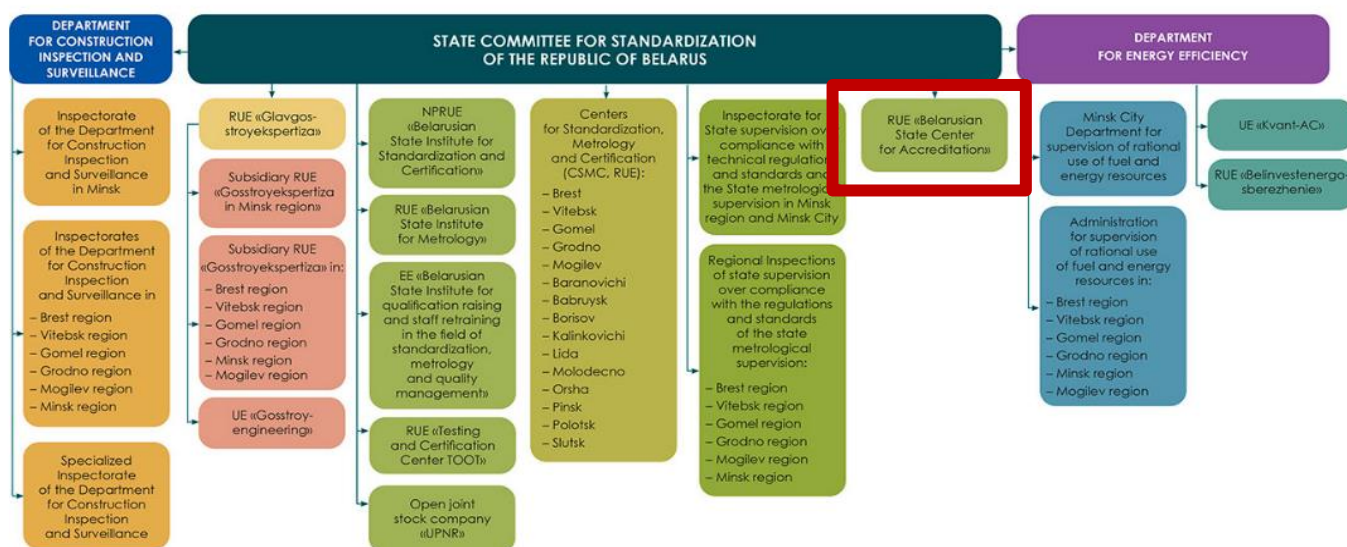 DEPARTMENT
FOR CONSTRUCTION
INSPECTION AND
SURVEILLANCE
STATE COMMITTEE FOR STANDARDIZATION
OF THE REPUBLIC OF BELARUS
DEPARTMENT
FOR ENERGY EFFICIENCY
Inspectorate
of the Department
for Construction
Inspection
and Surveillance
in Minsk
Inspectorates
of the Department
for Construction
Inspection
and Surveillance in
– Brest region
– Vitebsk region
– Gomel region
– Grodno region
– Mogilev region
– Minsk region
Specialized
Inspectorate
of the Department
for Construction
Inspection
and Surveillance
RUE «Glavgos-
stroyekspertiza»
Subsidiary RUE
«Gosstroyekspertiza
in Minsk region»
Subsidiary RUE
«Gosstroyekspertiza» in:
– Brest region
– Vitebsk region
– Gomel region
– Grodno region
– Minsk region
– Mogilev region
UE «Gosstroy-
engineering»
NPRUE
«Belarusian
State Institute for
Standardization and
Certification»
RUE «Belarusian
State Institute
for Metrology»
EE «Belarusian
State Institute for
qualification raising
and staff retraining
in the field of
standardization,
metrology
and quality
management»
RUE «Testing
and Certification
Center TOOT»
Open joint
stock company
«UPNR»
Centers
for Standardization,
Metrology
and Certification
(CSMC, RUE):
– Brest
– Vitebsk
– Gomel
– Grodno
– Mogilev
– Baranovichi
– Babruysk
– Borisov
– Kalinkovichi
– Lida
– Molodecno
– Orsha
– Pinsk
– Polotsk
– Slutsk
Inspectorate for
State supervision over
compliance with
technical regulation
and standards and
the State metrologic
supervision in Minsk
region and Minsk City
Regional Inspections
of state supervision
over compliance
with the regulations
and standards
of the state
metrological
supervision:
– Brest region
– Vitebsk region
– Gomel region
– Grodno region
– Mogilev region
– Minsk region
RUE «Belarusian
State Center
for Accreditation»
Minsk City
Department for
supervision of rational
use of fuel and
energy resources
Administration
for supervision
of rational use
of fuel and energy
resources in:
– Brest region
– Vitebsk region
– Gomel region
– Grodno region
– Minsk region
– Mogilev region
UE «Kvant-AC»
RUE «Belinvestenergo-
sberezhenie»